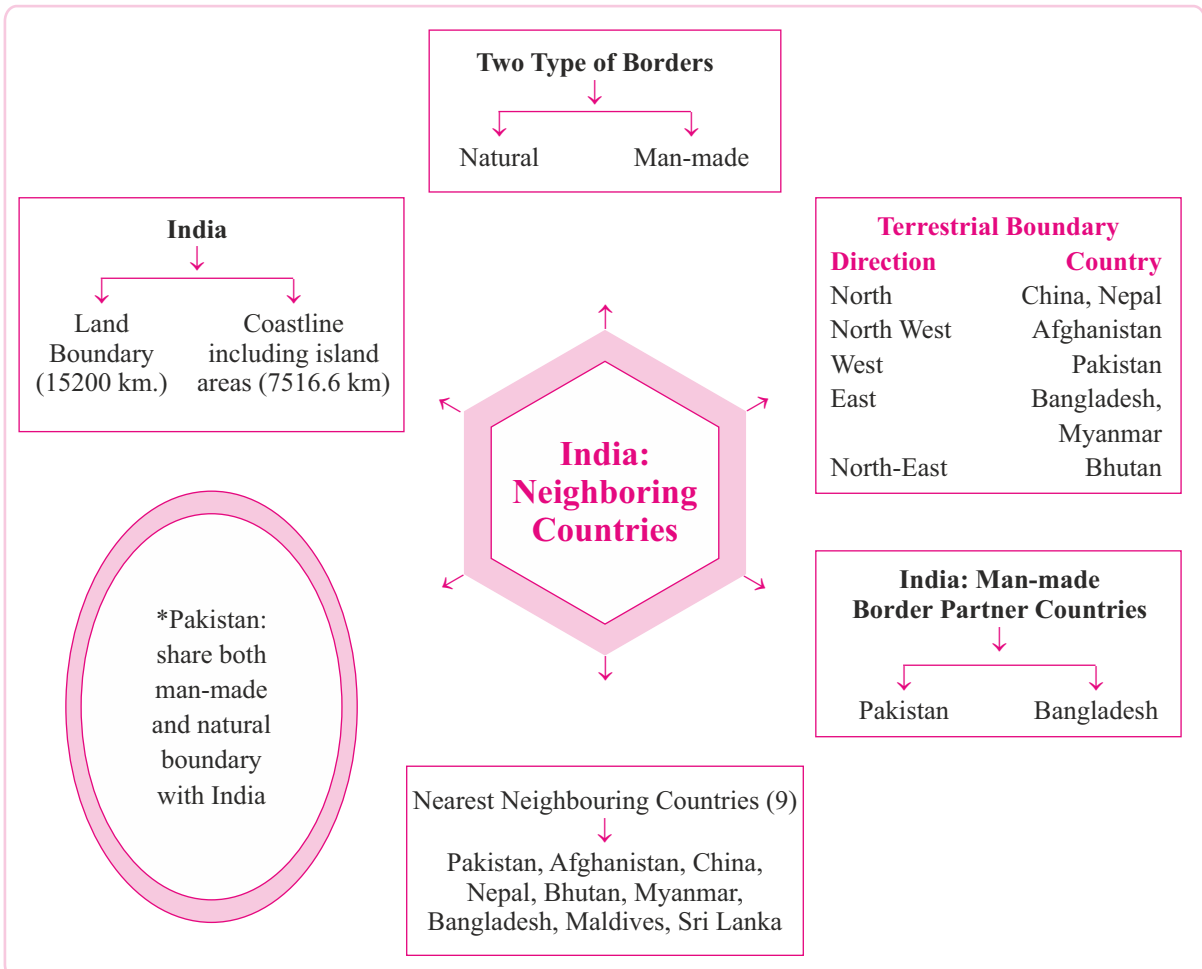 Two Type of Borders
Natural Man-made
India
Land
Boundary
(15200 km.)
Coastline
including island
areas (7516.6 km)
Terrestrial Boundary
Direction Country
North China, Nepal
North West Afghanistan
West Pakistan
East Bangladesh,
Myanmar
North-East Bhutan
India:
Neighboring
Countries
India: Man-made
Border Partner Countries
Pakistan Bangladesh
*Pakistan:
share both
man-made
and natural
boundary
with India
Nearest Neighbouring Countries (9)
Pakistan, Afghanistan, China,
Nepal, Bhutan, Myanmar,
Bangladesh, Maldives, Sri Lanka